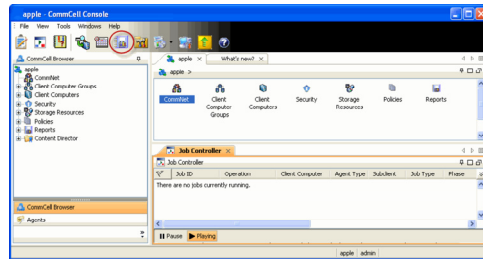 apple - CommCell Console
File View Tools Windows Help
CommCell Browser
apple
CommNet
Client Computer Groups
Client Computers
Security
Storage Resources
Policies
Reports
Content Director
CommCell Browser
Agents
apple
What's new?
apple >
CommNet
Client Computer Groups
Client Computers
Security
Storage Resources
Policies
Reports
Job Controller
Job Controller
Job ID Operation Client Computer Agent Type Subclient Job Type Phase
There are no jobs currently running.
Pause Playing
apple admin